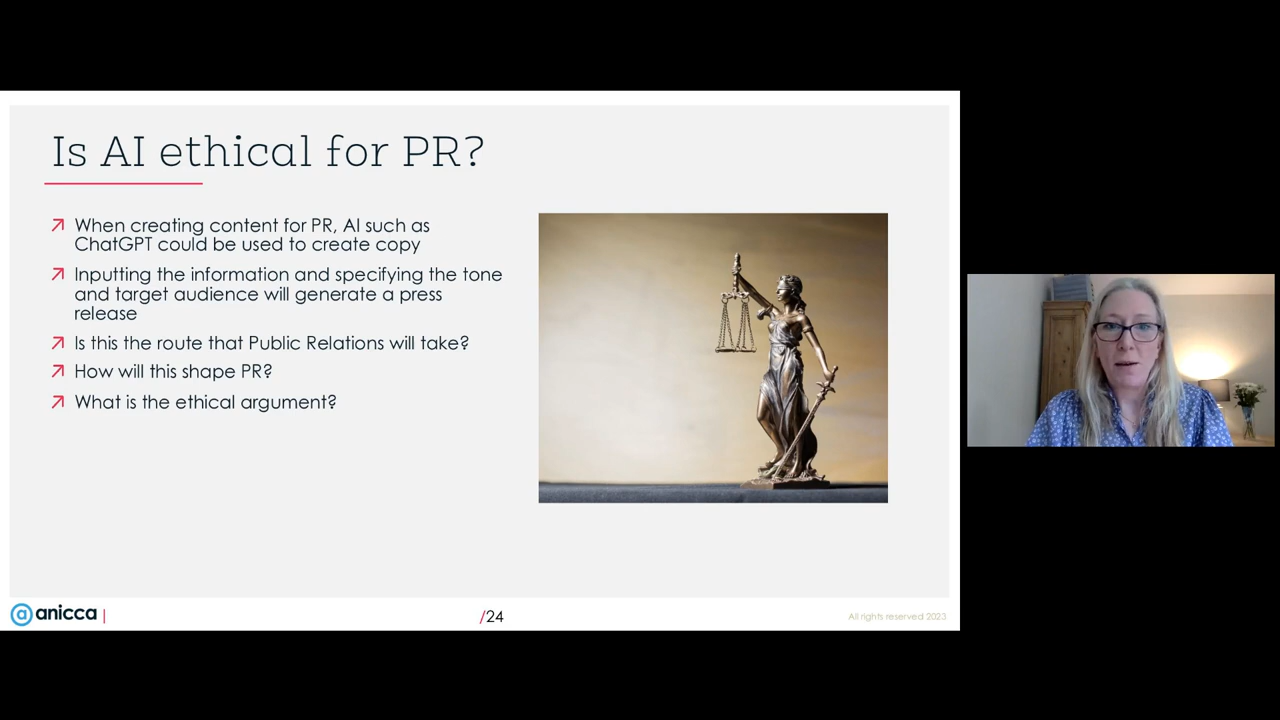 Is AI ethical for PR?
When creating content for PR, AI such as
ChatGPT could be used to create copy
Inputting the information and specifying the tone
and target audience will generate a press
release
Is this the route that Public Relations will take?
How will this shape PR?
What is the ethical argument?
@anicca |
/24
All rights reserved 2023